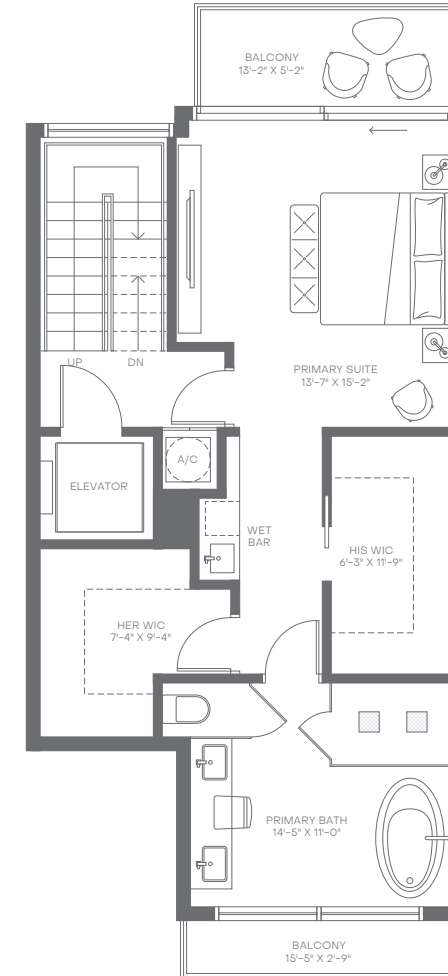 BALCONY
13'-2" X 5'-2"
UP
DN
PRIMARY SUITE
13'-7" X 15'-2"
A/C
ELEVATOR
WET
BAR
HIS WIC
6'-3" X 11'-9"
HER WIC
7'-4" X 9'-4"
PRIMARY BATH
14'-5" X 11'-0"
BALCONY
15'-5" X 2'-9"